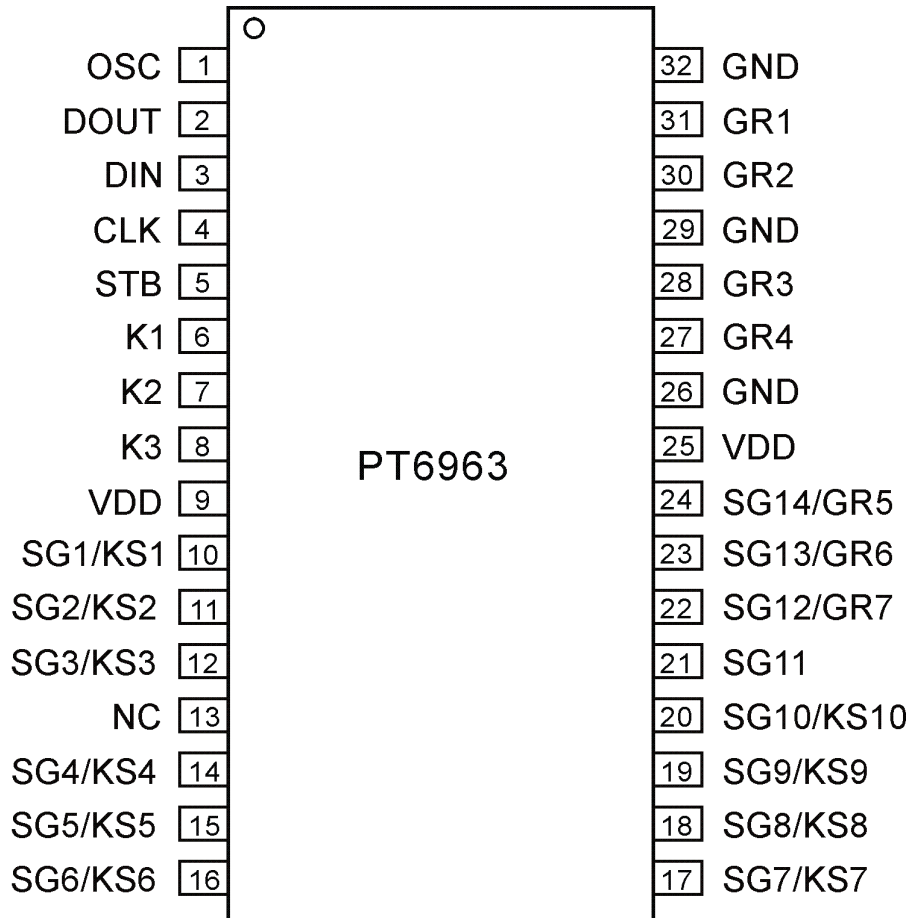 OSC 1 32 GND
DOUT 2 31 GR1
DIN 3 30 GR2
CLK 4 29 GND
STB 5 28 GR3
K1 6 27 GR4
K2 7 26 GND
K3 8 25 VDD
PT6963
VDD 9 24 SG14/GR5
SG1/KS1 10 23 SG13/GR6
SG2/KS2 11 22 SG12/GR7
SG3/KS3 12 21 SG11
NC 13 20 SG10/KS10
SG4/KS4 14 19 SG9/KS9
SG5/KS5 15 18 SG8/KS8
SG6/KS6 16 17 SG7/KS7